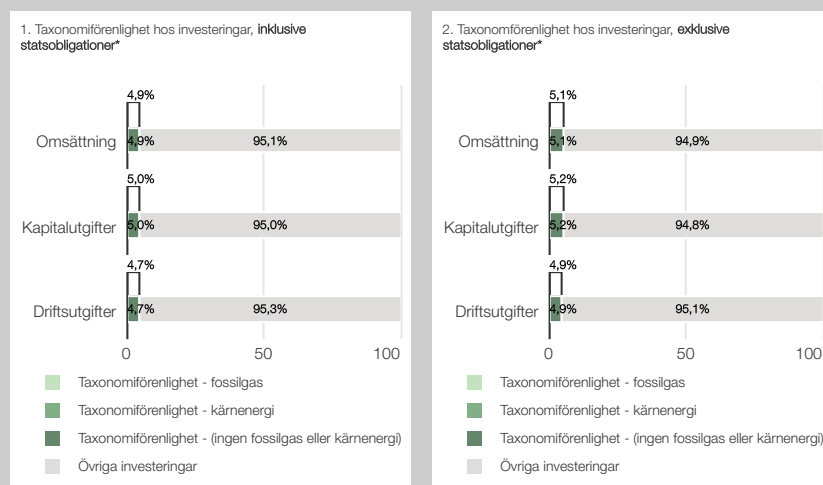 1. Taxonomiförenlighet hos investeringar, inklusive
statsobligationer*
4,9%
Omsättning 4,9% 95,1%
5,0%
Kapitalutgifter 5,0% 95,0%
4,7%
Driftsutgifter 4,7% 95,3%
0 50 100
Taxonomiförenlighet - fossilgas
Taxonomiförenlighet - kärnenergi
Taxonomiförenlighet - (ingen fossilgas eller kärnenergi)
Övriga investeringar
2. Taxonomförenlighet hos investeringar, exklusive
statsobligationer*
5,1%
Omsättning 5,1% 94,9%
5,2%
Kapitalutgifter 5,2% 94,8%
4,9%
Driftsutgifter 4,9% 95,1%
0 50 100
Taxonomiförenlighet - fossilgas
Taxonomiförenlighet - kärnenergi
Taxonomiförenlighet - (ingen fossilgas eller kärnenergi)
Övriga investeringar